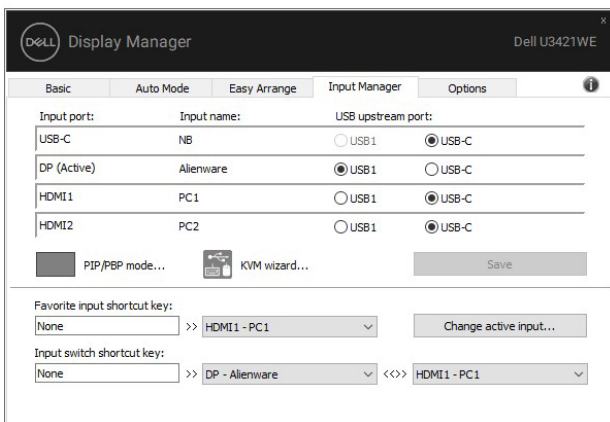 x
DELL Display Manager Dell U3421WE
Basic Auto Mode Easy Arrange Input Manager Options i
Input port: Input name: USB upstream port:
USB-C NB USB1 USB-C
DP (Active) Alienware USB1 USB-C
HDMI1 PC1 USB1 USB-C
HDMI2 PC2 USB1 USB-C
PIP/PBP mode... KVM wizard... Save
Favorite input shortcut key:
None >> HDMI1 - PC1 Change active input...
Input switch shortcut key:
None >> DP - Alienware <<>> HDMI1 - PC1